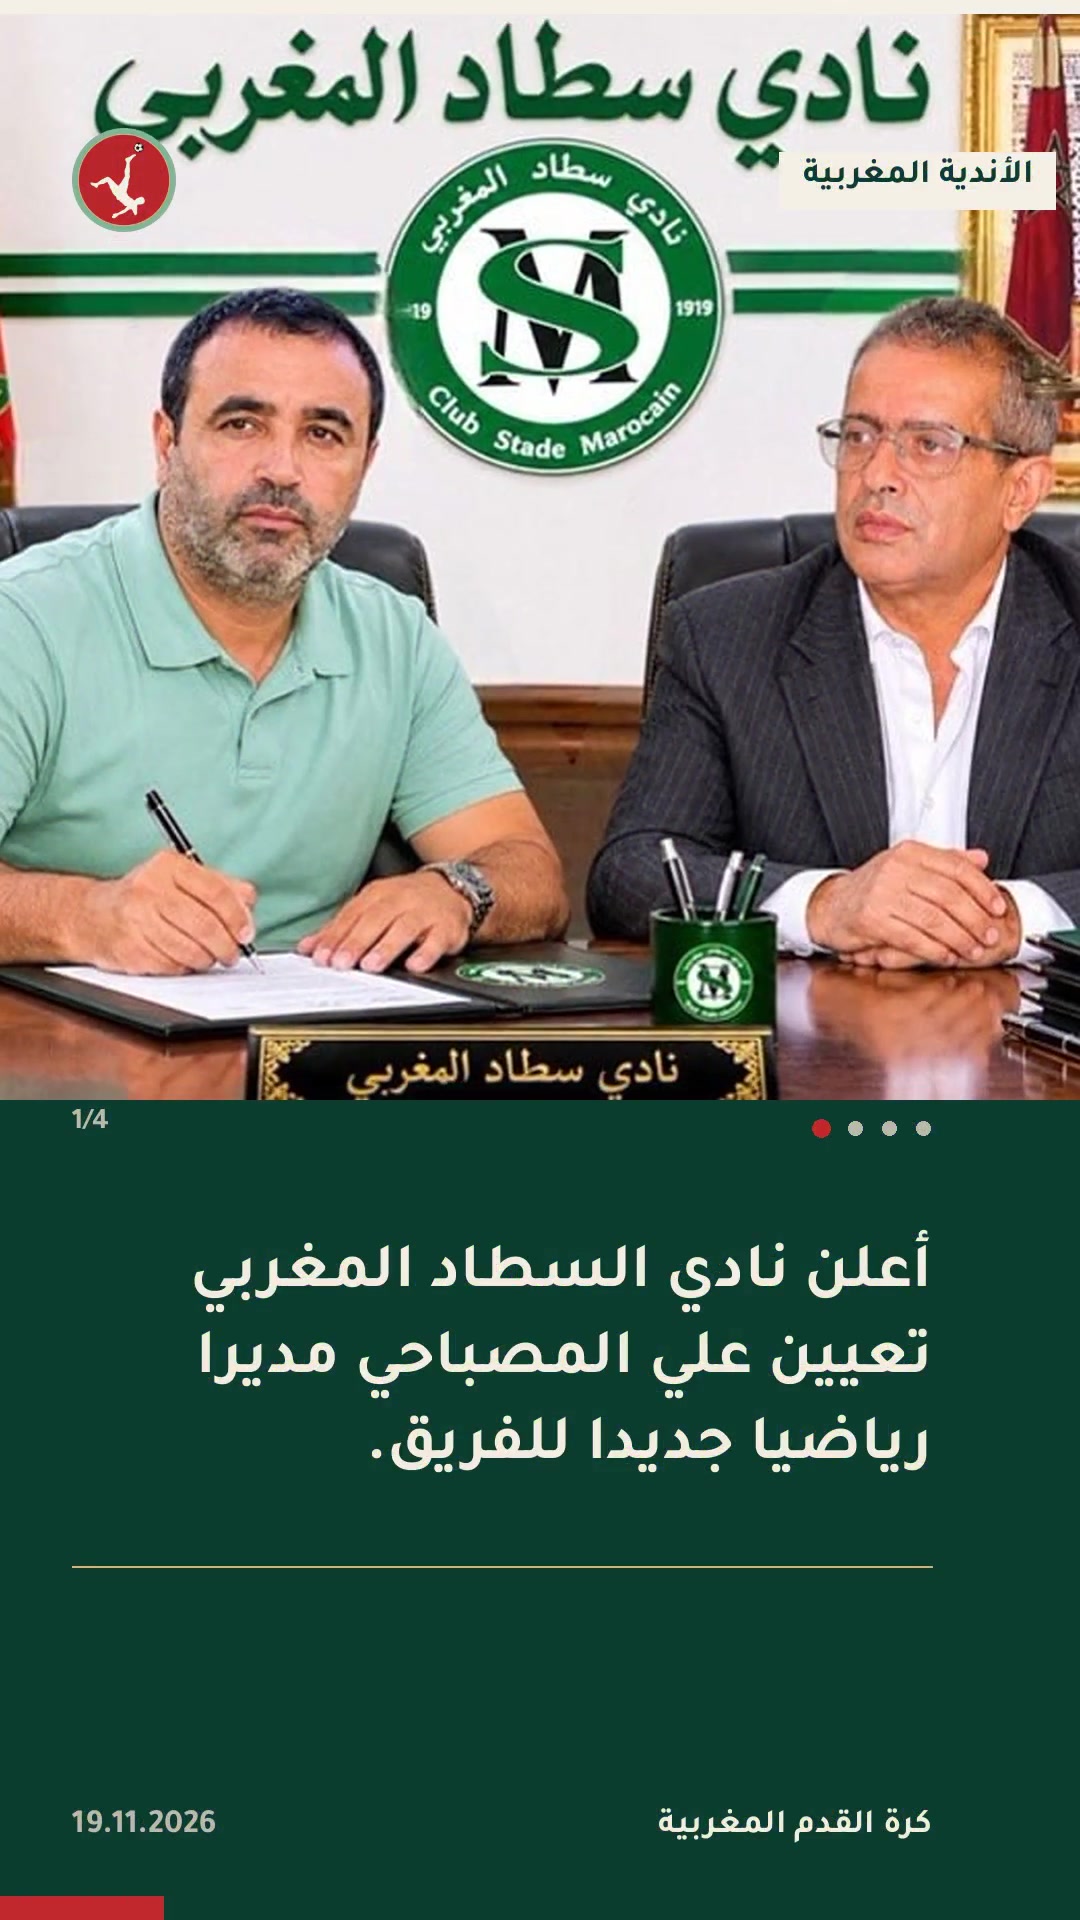 نادي سطاد المغربي
الأندية المغربية
نادي سطاد المغربي
19
1919
Club Stade Marocain
نادي سطاد المغربي
1/4
أعلن نادي السطاد المغربي
تعيين علي المصباحي مديرا
رياضيا جديدا للفريق.
كرة القدم المغربية
19.11.2026